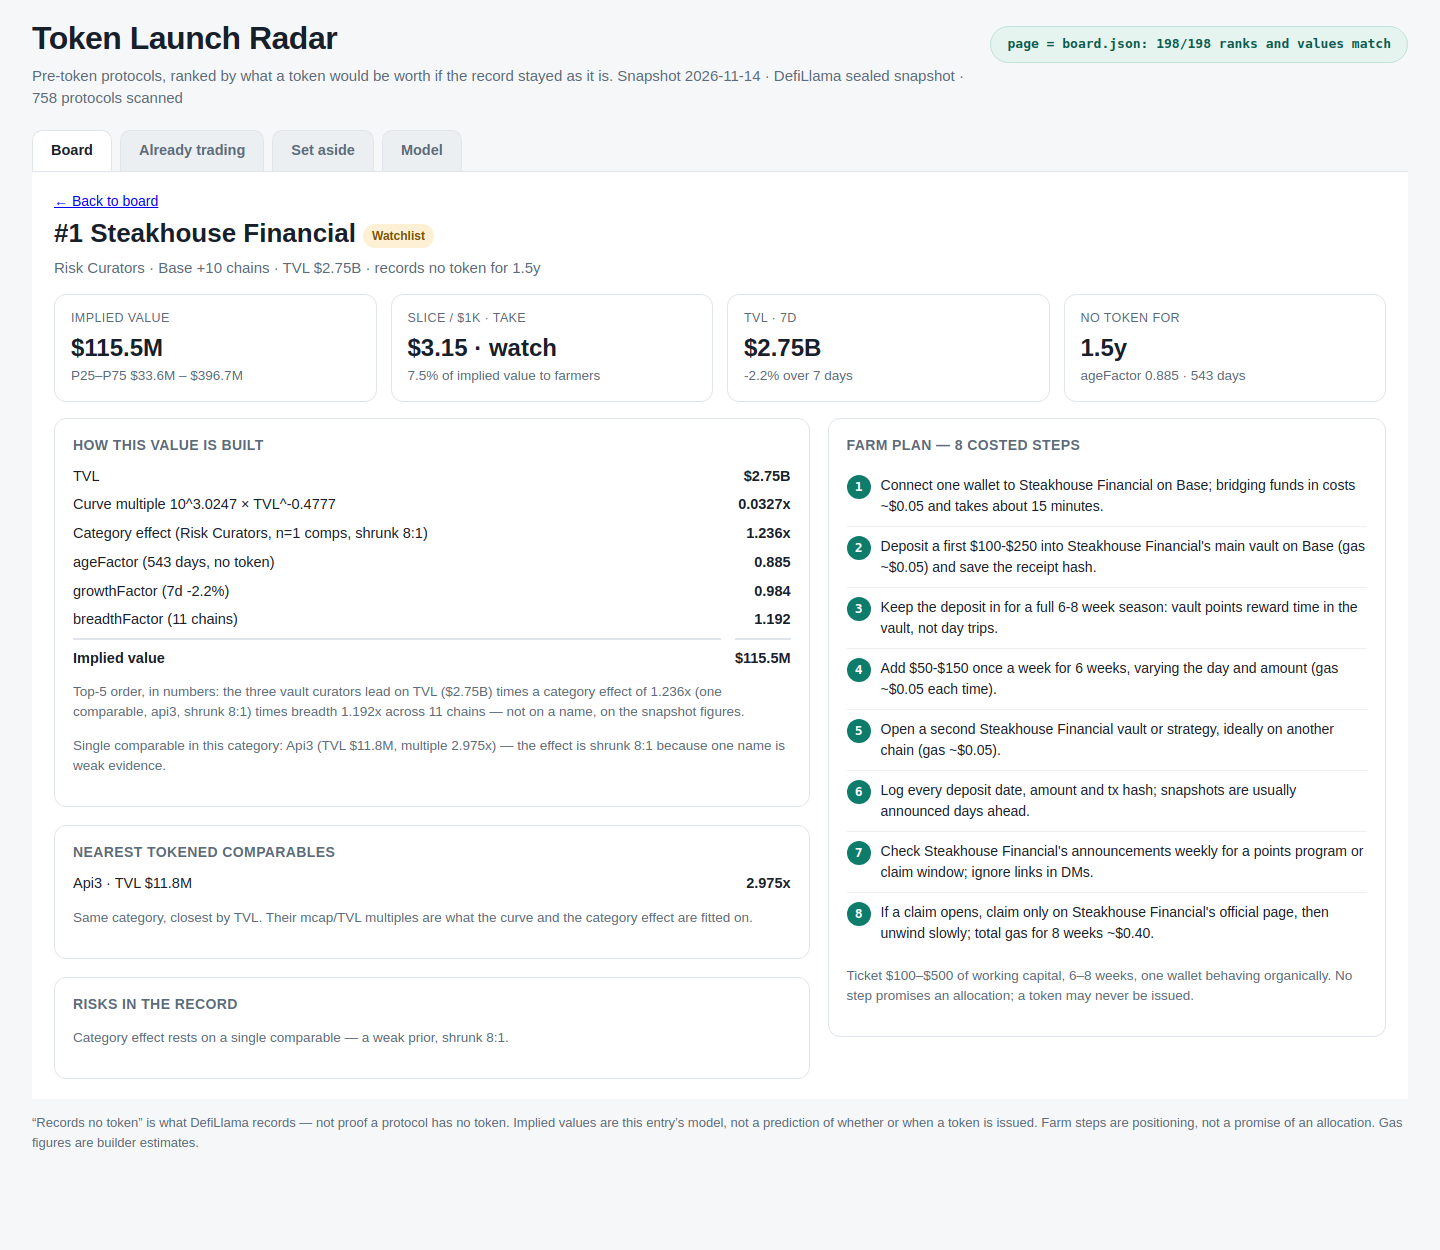 Token Launch Radar
page = board.json: 198/198 ranks and values match
Pre-token protocols, ranked by what a token would be worth if the record stayed as it is. Snapshot 2026-11-14 · DefiLlama sealed snapshot ·
758 protocols scanned
Board
Already trading
Set aside
Model
← Back to board
#1 Steakhouse Financial Watchlist
Risk Curators · Base +10 chains · TVL $2.75B · records no token for 1.5y
IMPLIED VALUE
$115.5M
P25–P75 $33.6M – $396.7M
SLICE / $1K · TAKE
$3.15 · watch
7.5% of implied value to farmers
TVL · 7D
$2.75B
-2.2% over 7 days
NO TOKEN FOR
1.5y
ageFactor 0.885 · 543 days
HOW THIS VALUE IS BUILT
TVL $2.75B
Curve multiple 10^3.0247 × TVL^-0.4777 0.0327x
Category effect (Risk Curators, n=1 comps, shrunk 8:1) 1.236x
ageFactor (543 days, no token) 0.885
growthFactor (7d -2.2%) 0.984
breadthFactor (11 chains) 1.192
Implied value $115.5M
Top-5 order, in numbers: the three vault curators lead on TVL ($2.75B) times a category effect of 1.236x (one
comparable, api3, shrunk 8:1) times breadth 1.192x across 11 chains — not on a name, on the snapshot figures.
Single comparable in this category: Api3 (TVL $11.8M, multiple 2.975x) — the effect is shrunk 8:1 because one name is
weak evidence.
NEAREST TOKENED COMPARABLES
Api3 · TVL $11.8M 2.975x
Same category, closest by TVL. Their mcap/TVL multiples are what the curve and the category effect are fitted on.
RISKS IN THE RECORD
Category effect rests on a single comparable — a weak prior, shrunk 8:1.
FARM PLAN — 8 COSTED STEPS
1 Connect one wallet to Steakhouse Financial on Base; bridging funds in costs
~$0.05 and takes about 15 minutes.
2 Deposit a first $100-$250 into Steakhouse Financial's main vault on Base (gas
~$0.05) and save the receipt hash.
3 Keep the deposit in for a full 6-8 week season: vault points reward time in the
vault, not day trips.
4 Add $50-$150 once a week for 6 weeks, varying the day and amount (gas
~$0.05 each time).
5 Open a second Steakhouse Financial vault or strategy, ideally on another
chain (gas ~$0.05).
6 Log every deposit date, amount and tx hash; snapshots are usually
announced days ahead.
7 Check Steakhouse Financial's announcements weekly for a points program or
claim window; ignore links in DMs.
8 If a claim opens, claim only on Steakhouse Financial's official page, then
unwind slowly; total gas for 8 weeks ~$0.40.
Ticket $100–$500 of working capital, 6–8 weeks, one wallet behaving organically. No
step promises an allocation; a token may never be issued.
“Records no token” is what DefiLlama records — not proof a protocol has no token. Implied values are this entry’s model, not a prediction of whether or when a token is issued. Farm steps are positioning, not a promise of an allocation. Gas
figures are builder estimates.